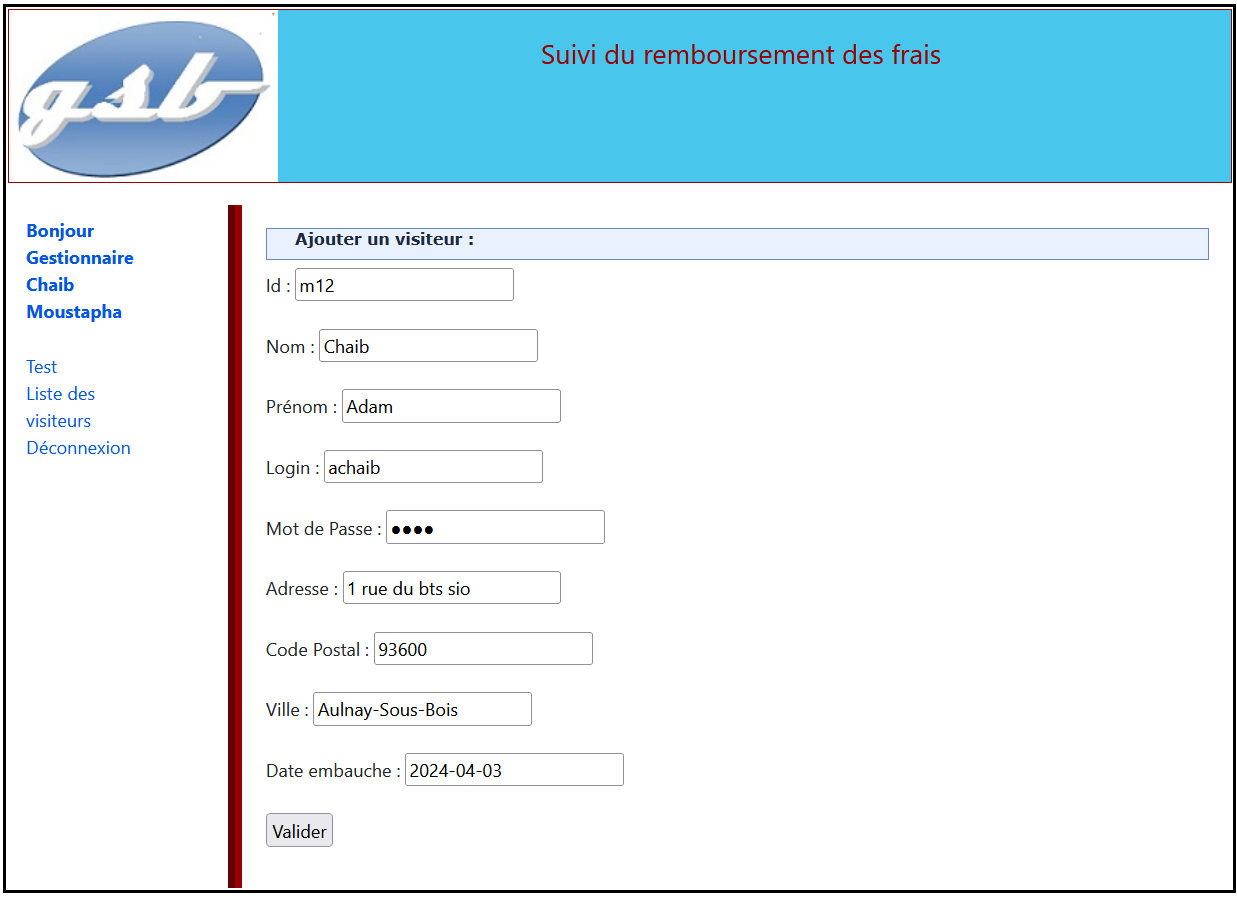 gsb
Suivi du remboursement des frais
Bonjour
Gestionnaire
Chaib
Moustapha
Test
Liste des
visiteurs
Déconnexion
Ajouter un visiteur :
Id : m12
Nom : Chaib
Prénom : Adam
Login : achaib
Mot de Passe : ●●●●
Adresse : 1 rue du bts sio
Code Postal : 93600
Ville : Aulnay-Sous-Bois
Date embauche : 2024-04-03
Valider